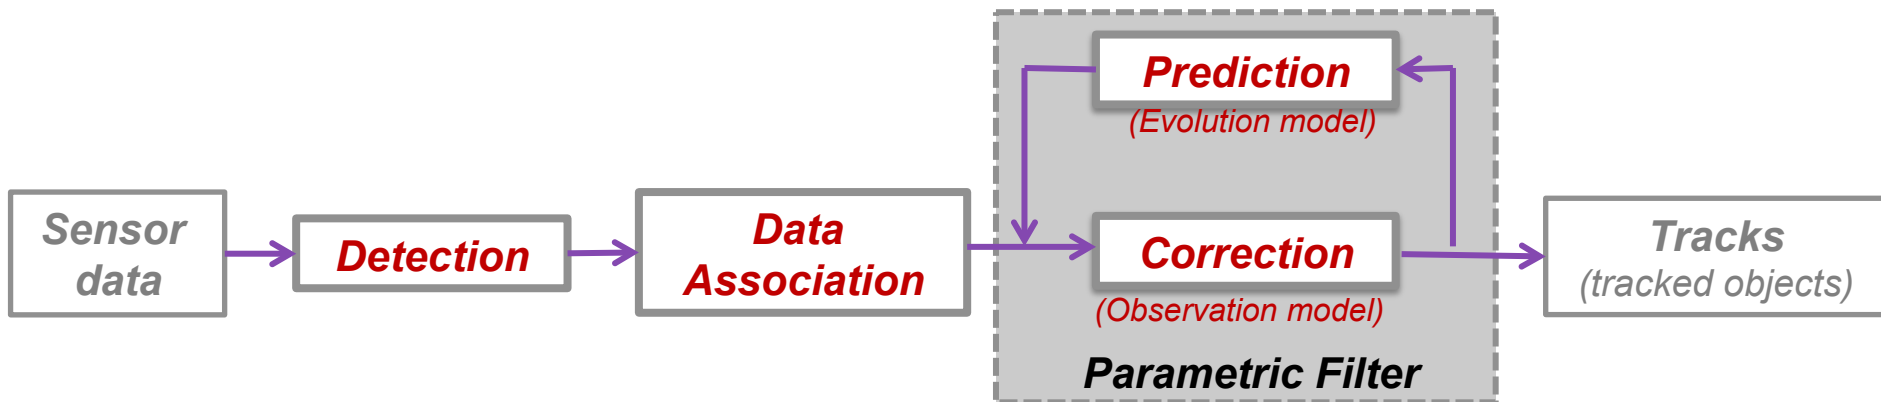 Sensor
data
Detection
Data
Association
Prediction
(Evolution model)
Correction
(Observation model)
Parametric Filter
Tracks
(tracked objects)